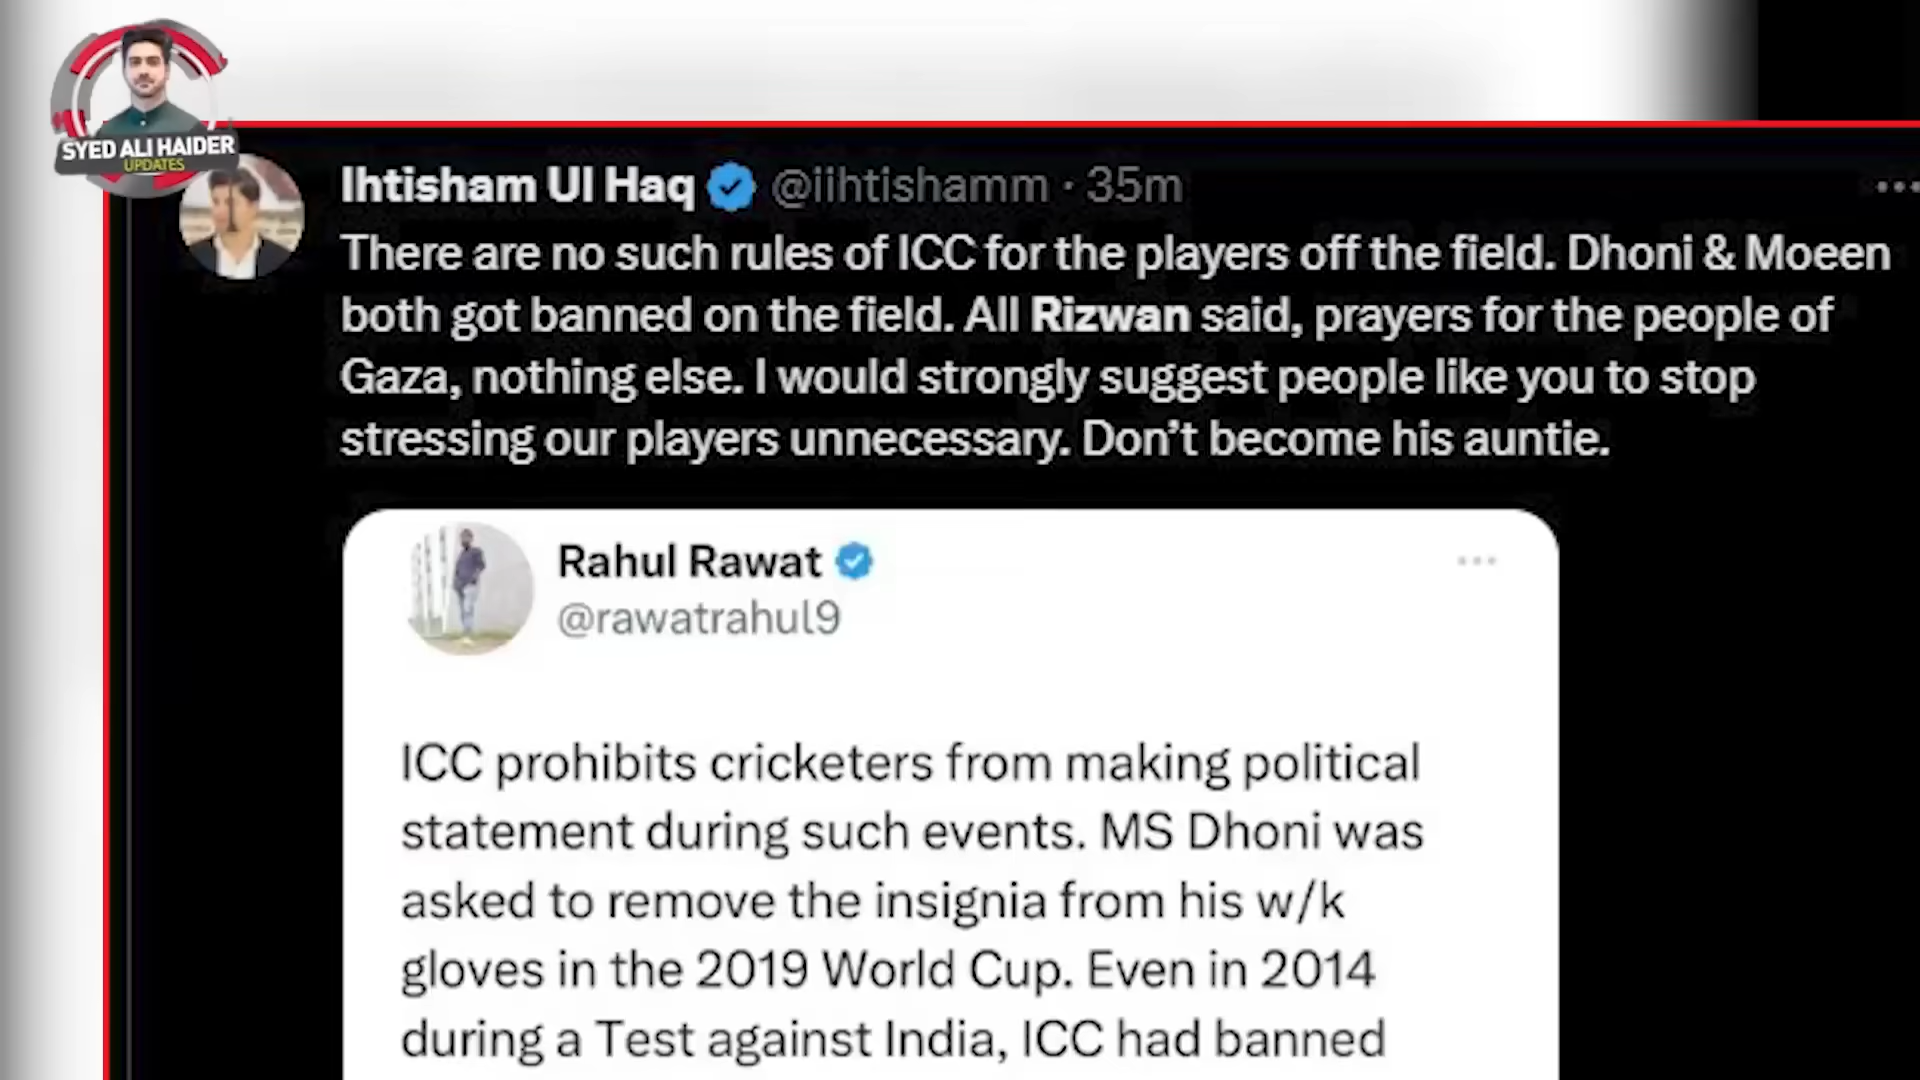 SYED ALI HAIDER
UPDATES
Ihtisham Ul Haq @iihtishamm · 35m
There are no such rules of ICC for the players off the field. Dhoni & Moeen
both got banned on the field. All Rizwan said, prayers for the people of
Gaza, nothing else. I would strongly suggest people like you to stop
stressing our players unnecessary. Don't become his auntie.
Rahul Rawat
@rawatrahul9
ICC prohibits cricketers from making political
statement during such events. MS Dhoni was
asked to remove the insignia from his w/k
gloves in the 2019 World Cup. Even in 2014
during a Test against India, ICC had banned